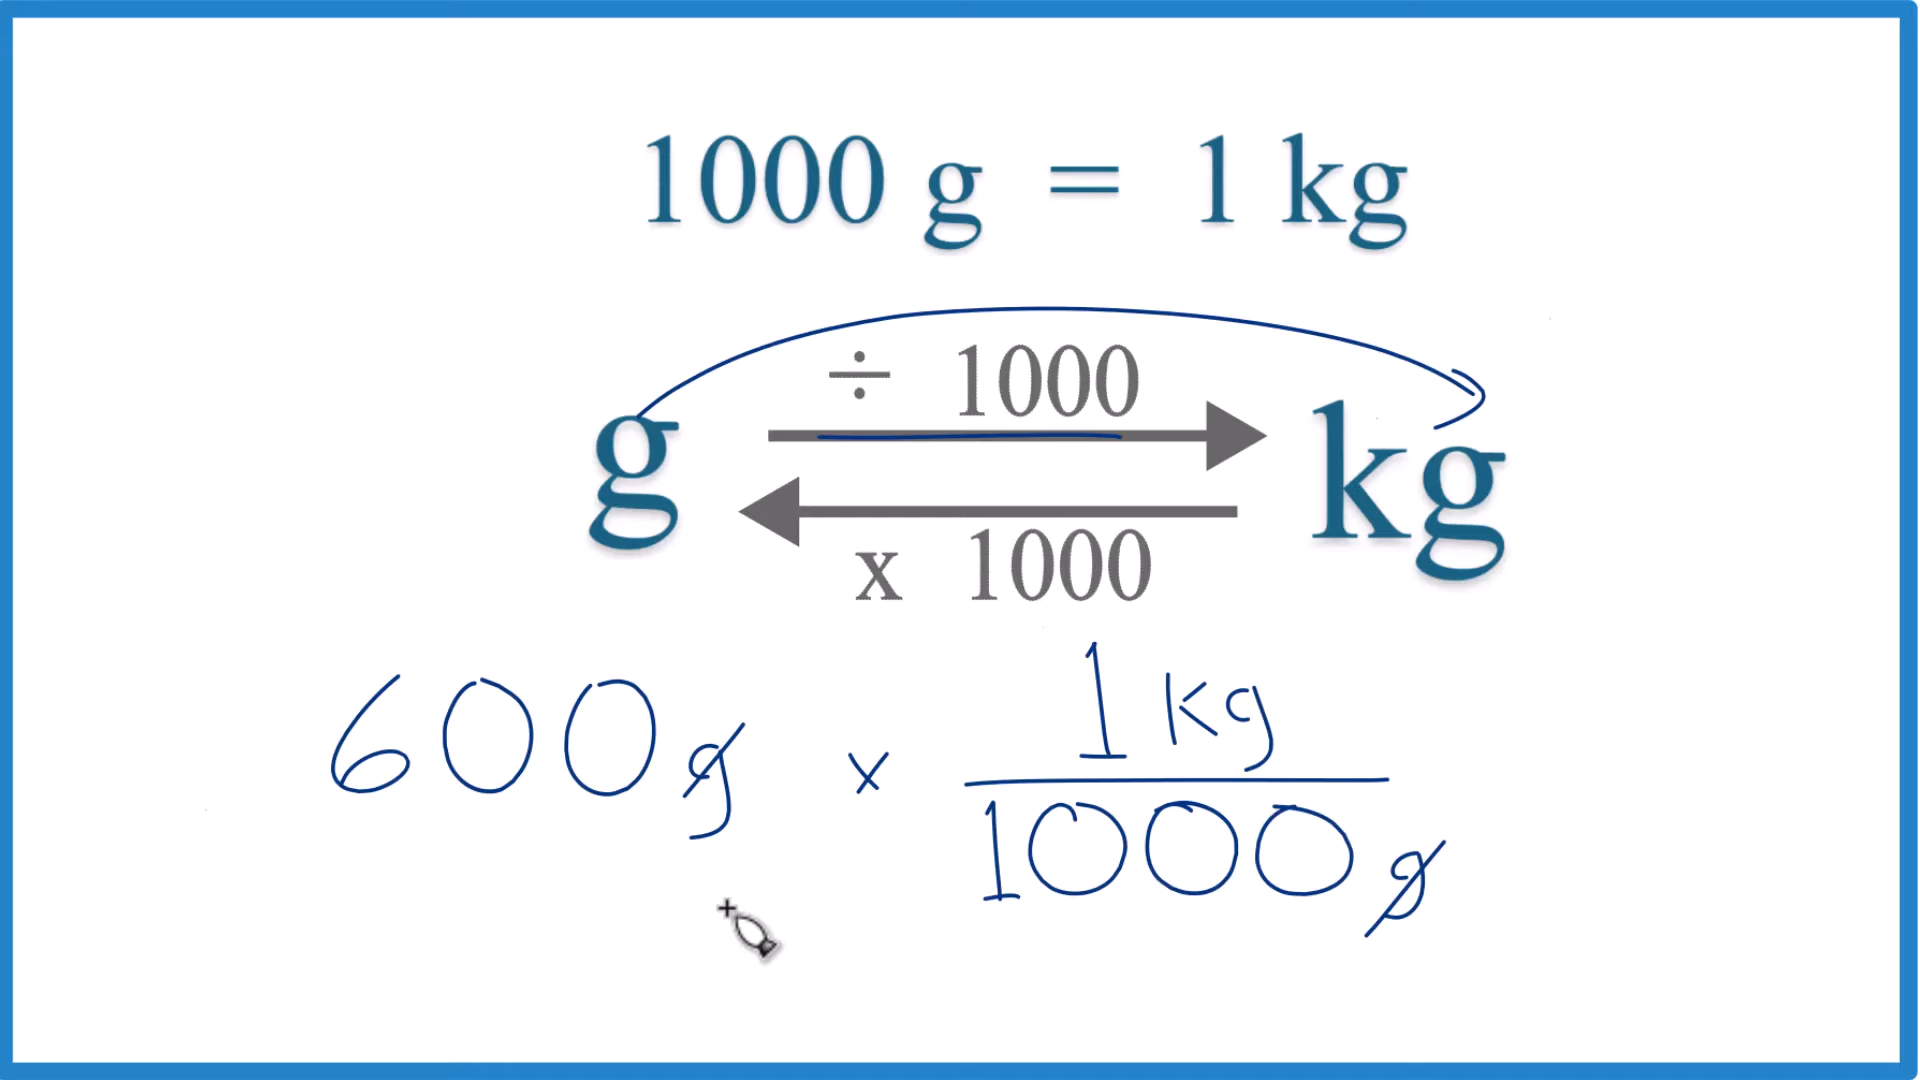 1000 g = 1 kg
÷ 1000
g kg
x 1000
1 kg
600 g x
1000 g